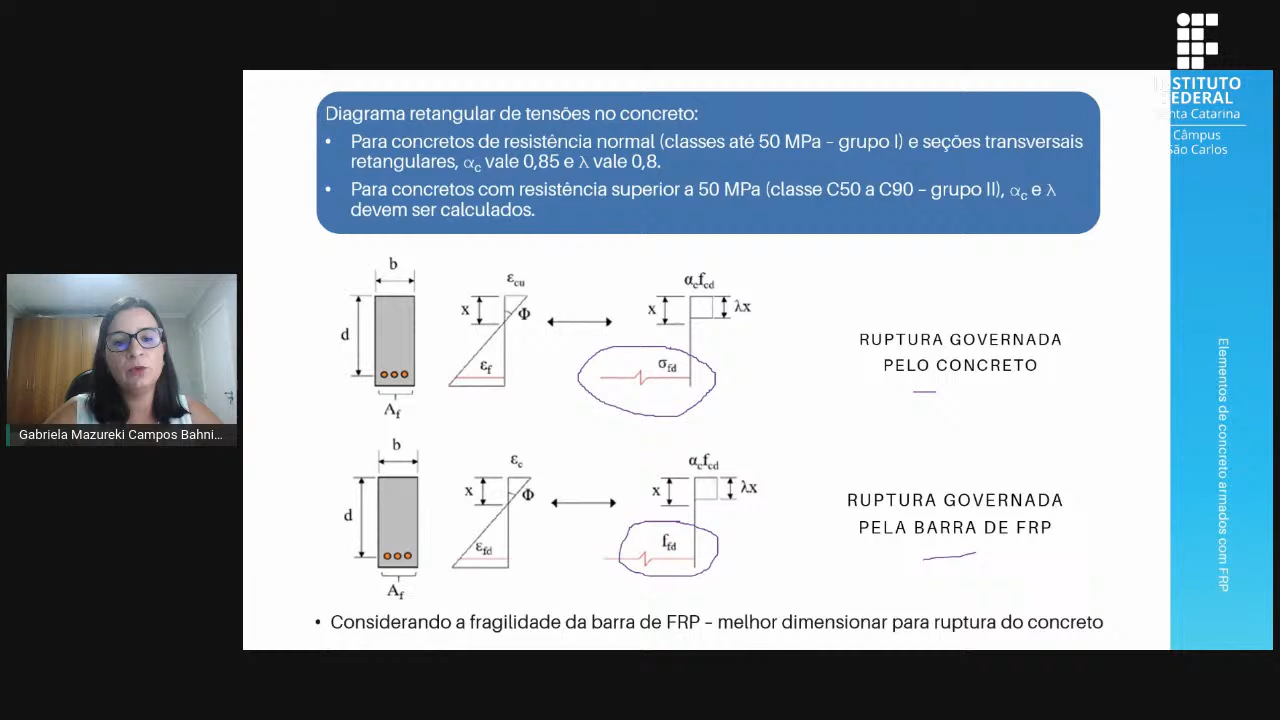 INSTITUTO
FEDERAL
Santa Catarina
Câmpus
São Carlos
Diagrama retangular de tensões no concreto:
• Para concretos de resistência normal (classes até 50 MPa – grupo I) e seções transversais
retangulares, αc vale 0,85 e λ vale 0,8.
• Para concretos com resistência superior a 50 MPa (classe C50 a C90 – grupo II), αc e λ
devem ser calculados.
b
d
Af
εcu
x
Φ
εf
αcfcd
x
λx
σfd
RUPTURA GOVERNADA
PELO CONCRETO
b
d
Af
εc
x
Φ
εfd
αcfcd
x
λx
ffd
RUPTURA GOVERNADA
PELA BARRA DE FRP
• Considerando a fragilidade da barra de FRP – melhor dimensionar para ruptura do concreto
Elementos de concreto armados com FRP
Gabriela Mazureki Campos Bahni...